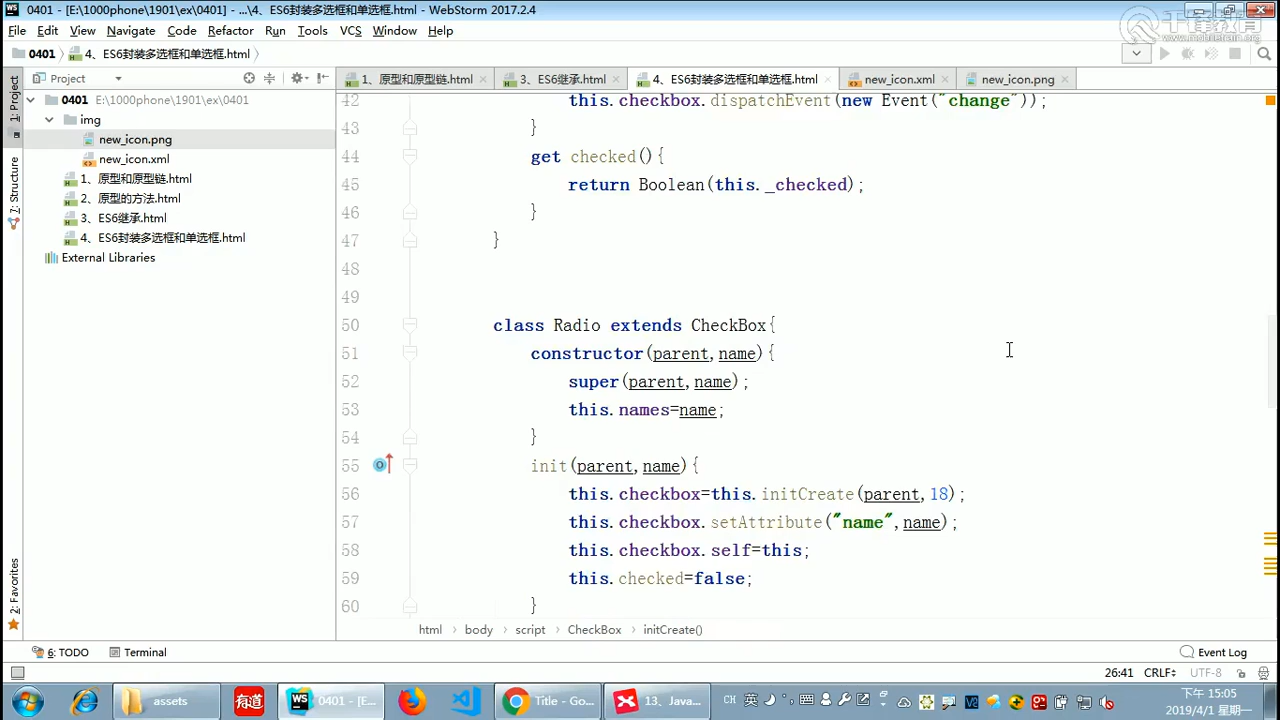 0401 - [E:\1000phone\1901\ex\0401] - ...\4、ES6封装多选框和单选框.html - WebStorm 2017.2.4
千锋教育
www.mobiletrain.org
File Edit View Navigate Code Refactor Run Tools VCS Window Help
0401 4、ES6封装多选框和单选框.html
Project
1、原型和原型链.html
3、ES6继承.html
4、ES6封装多选框和单选框.html
new_icon.xml
new_icon.png
1: Project
0401 E:\1000phone\1901\ex\0401
img
new_icon.png
new_icon.xml
1、原型和原型链.html
2、原型的方法.html
3、ES6继承.html
4、ES6封装多选框和单选框.html
External Libraries
7: Structure
2: Favorites
42 this.checkbox.dispatchEvent(new Event("change"));
43 }
44 get checked(){
45 return Boolean(this._checked);
46 }
47 }
48
49
50 class Radio extends CheckBox{
51 constructor(parent,name){
52 super(parent,name);
53 this.names=name;
54 }
55 init(parent,name){
56 this.checkbox=this.initCreate(parent,18);
57 this.checkbox.setAttribute("name",name);
58 this.checkbox.self=this;
59 this.checked=false;
60 }
html body script CheckBox initCreate()
6: TODO Terminal Event Log
26:41 CRLF UTF-8
assets
有道
0401 - [E...
Title - Go...
13、Java...
CH 英
下午 15:05
2019/4/1 星期一